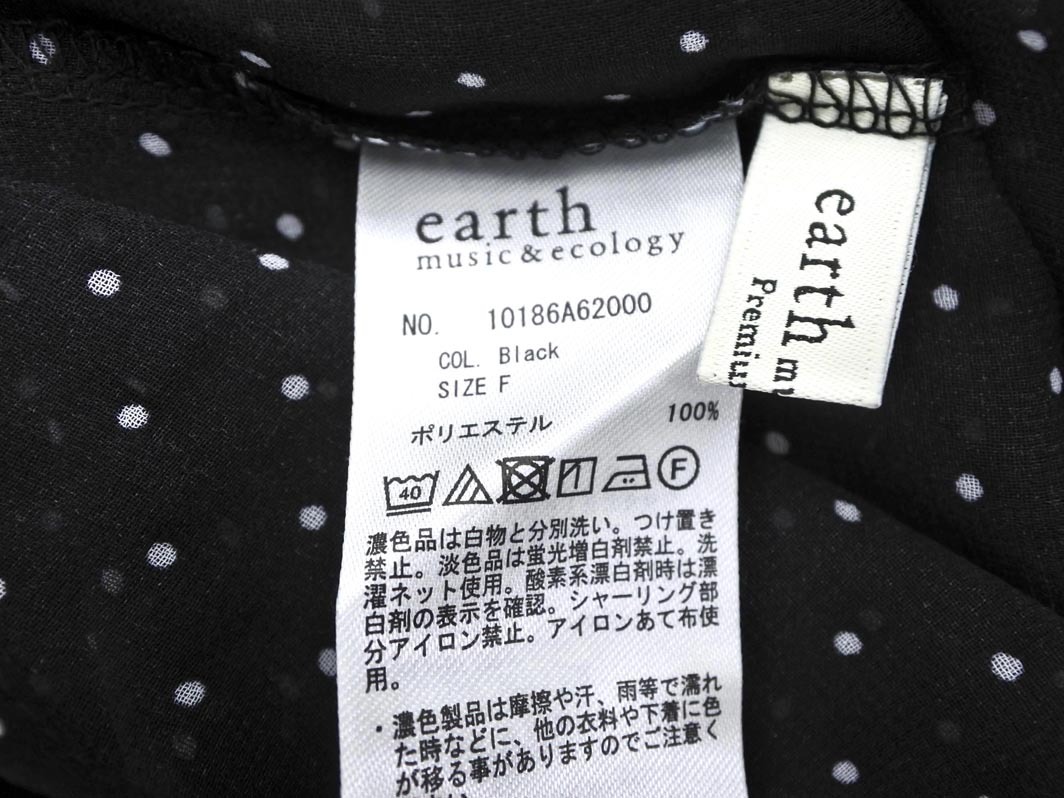 earth
music&ecology
NO. 10186A62000
COL. Black
SIZE F
ポリエステル 100%
40
F
濃色品は白物と分別洗い。つけ置き
禁止。淡色品は蛍光増白剤禁止。洗
濯ネット使用。酸素系漂白剤時は漂
白剤の表示を確認。シャーリング部
分アイロン禁止。アイロンあて布使
用。
・濃色製品は摩擦や汗、雨等で濡れ
た時などに、他の衣料や下着に色
が移る事がありますのでご注意く
earth